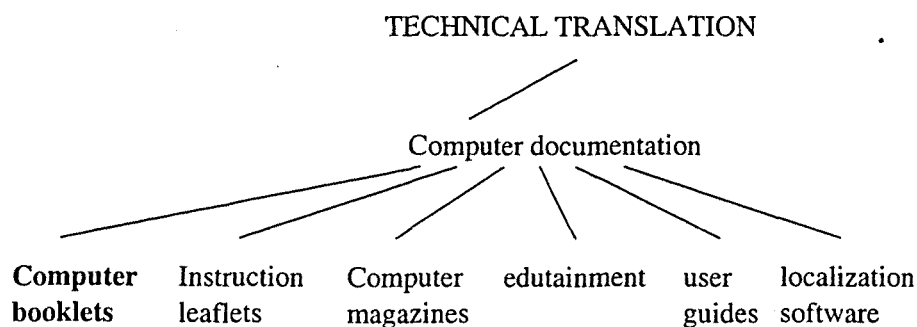 TECHNICAL TRANSLATION
Computer documentation
Computer Instruction Computer edutainment user localization
booklets leaflets magazines guides software